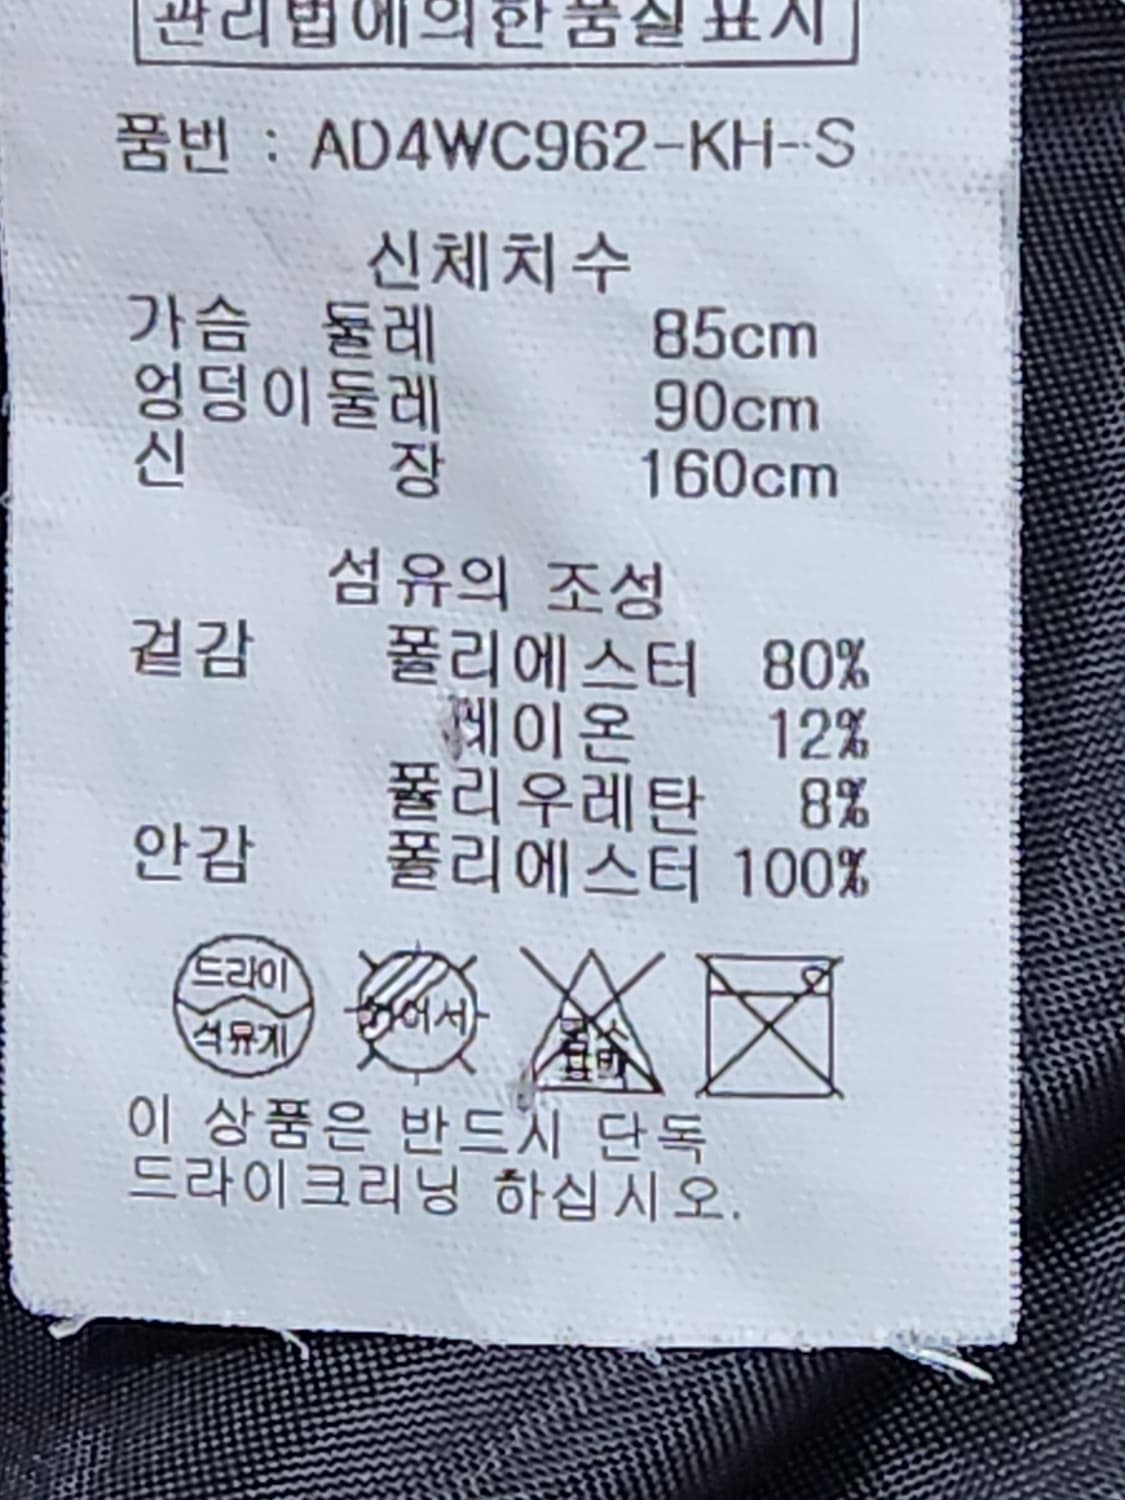 관리법에의한품질표시
품번 : AD4WC962-KH-S
신체치수
가슴 둘레 85cm
엉덩이둘레 90cm
신 장 160cm
섬유의 조성
겉감 폴리에스터 80%
레이온 12%
폴리우레탄 8%
안감 폴리에스터 100%
드라이
석유계
염소
표백
이 상품은 반드시 단독
드라이크리닝 하십시오.